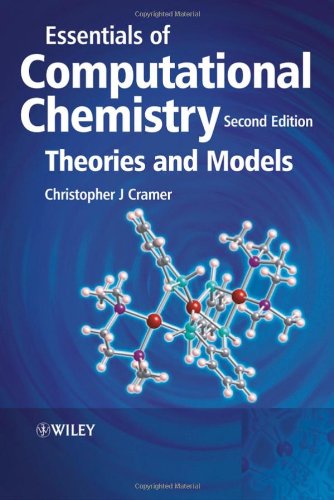 Essentials of
Computational
Chemistry Second Edition
Theories and Models
Christopher J Cramer
WILEY